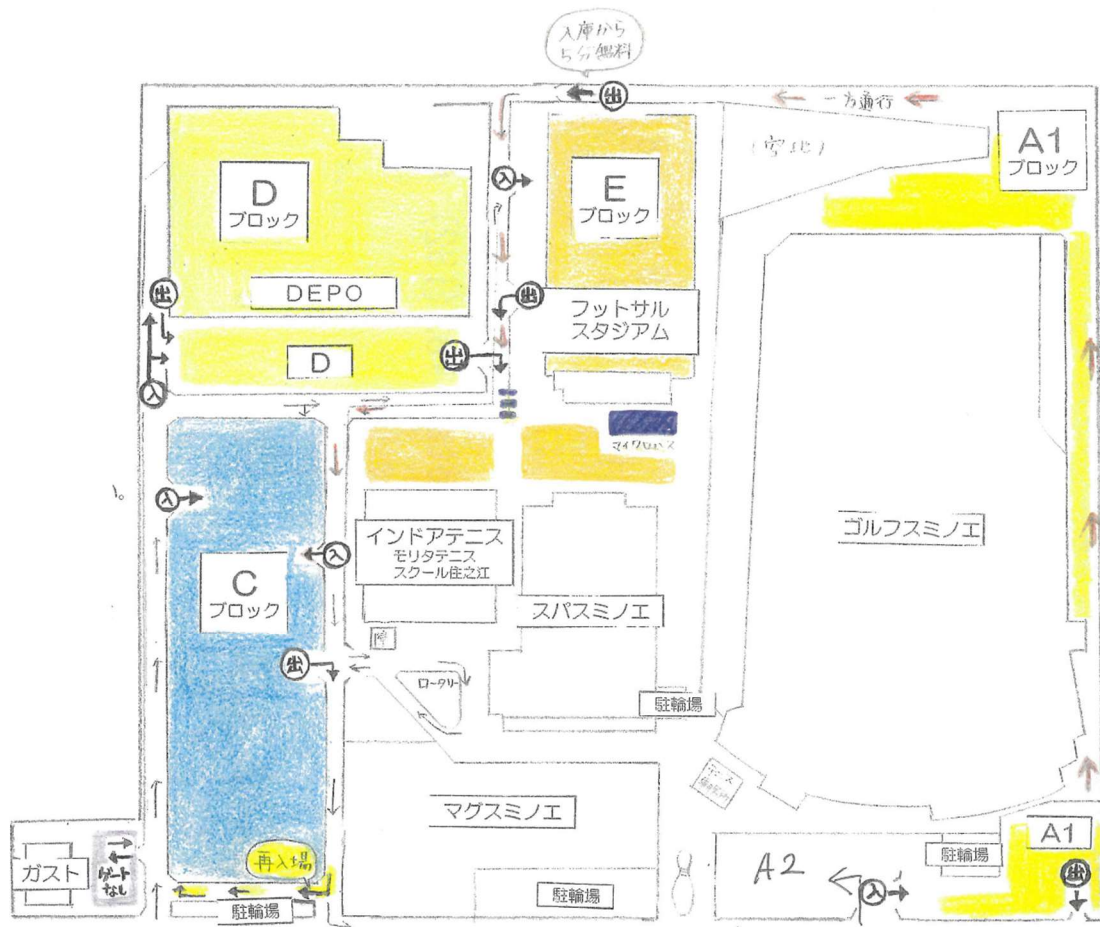 入庫から
5分無料
出
一方通行
(空地)
A1
ブロック
D
ブロック
入
E
ブロック
出
DEPO
出
フットサル
スタジアム
D
出
入
マイクロバス
入
インドアテニス
モリタテニス
スクール住之江
ゴルフスミノエ
入
C
ブロック
スパスミノエ
出
ロータリー
駐輪場
マグスミノエ
A1
ガスト
ゲート
なし
再入場
駐輪場
A2
出
入
駐輪場
駐輪場